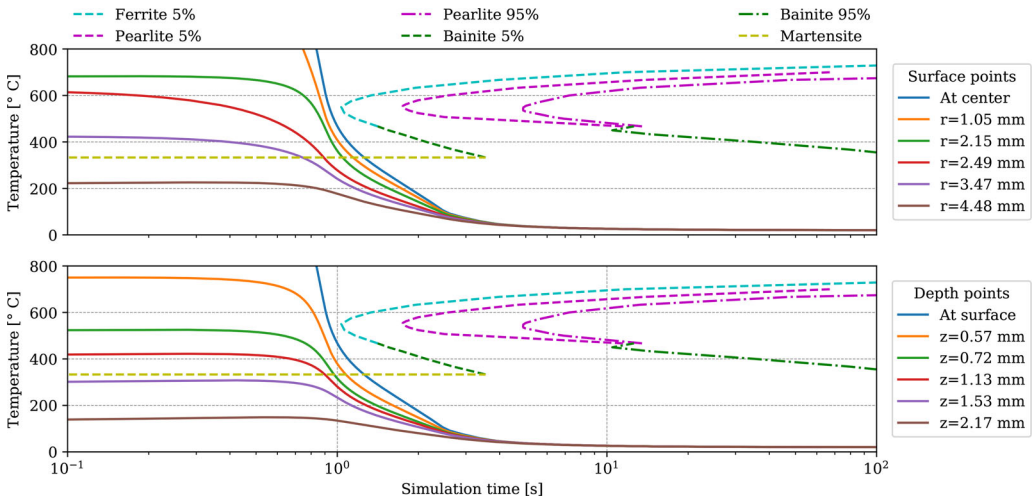 Ferrite 5%
Pearlite 5%
Pearlite 95%
Bainite 5%
Bainite 95%
Martensite
Temperature [° C]
800
600
400
200
0
Surface points
At center
r=1.05 mm
r=2.15 mm
r=2.49 mm
r=3.47 mm
r=4.48 mm
Temperature [° C]
800
600
400
200
0
10⁻¹
10⁰
10¹
10²
Simulation time [s]
Depth points
At surface
z=0.57 mm
z=0.72 mm
z=1.13 mm
z=1.53 mm
z=2.17 mm